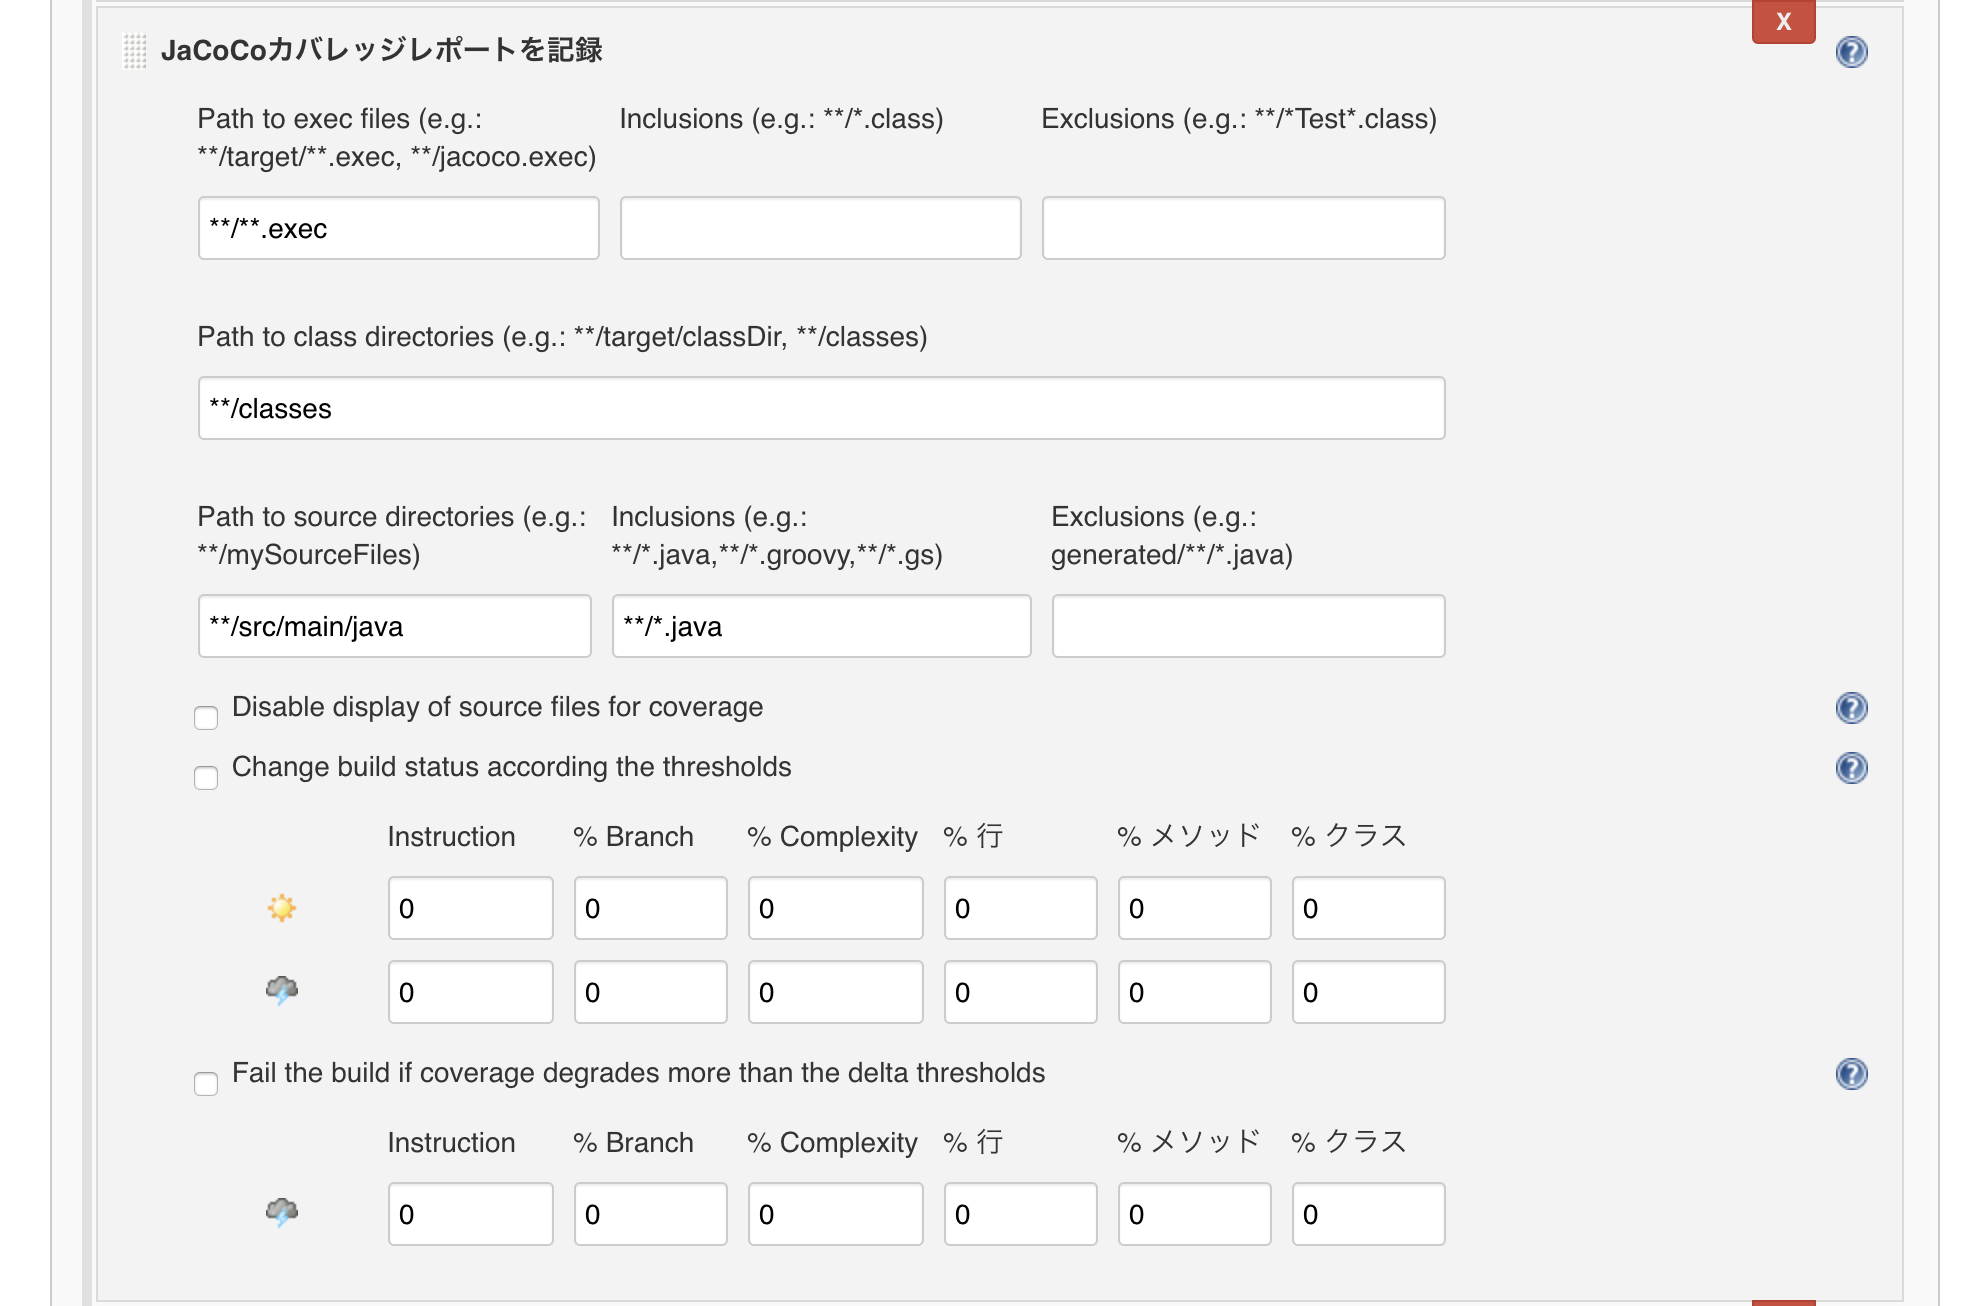 X
JaCoCoカバレッジレポートを記録
Path to exec files (e.g.:
**/target/**.exec, **/jacoco.exec)
Inclusions (e.g.: **/*.class)
Exclusions (e.g.: **/*Test*.class)
**/**.exec
Path to class directories (e.g.: **/target/classDir, **/classes)
**/classes
Path to source directories (e.g.:
**/mySourceFiles)
Inclusions (e.g.:
**/*.java,**/*.groovy,**/*.gs)
Exclusions (e.g.:
generated/**/*.java)
**/src/main/java
**/*.java
Disable display of source files for coverage
Change build status according the thresholds
Instruction % Branch % Complexity % 行 % メソッド % クラス
0 0 0 0 0 0
0 0 0 0 0 0
Fail the build if coverage degrades more than the delta thresholds
Instruction % Branch % Complexity % 行 % メソッド % クラス
0 0 0 0 0 0